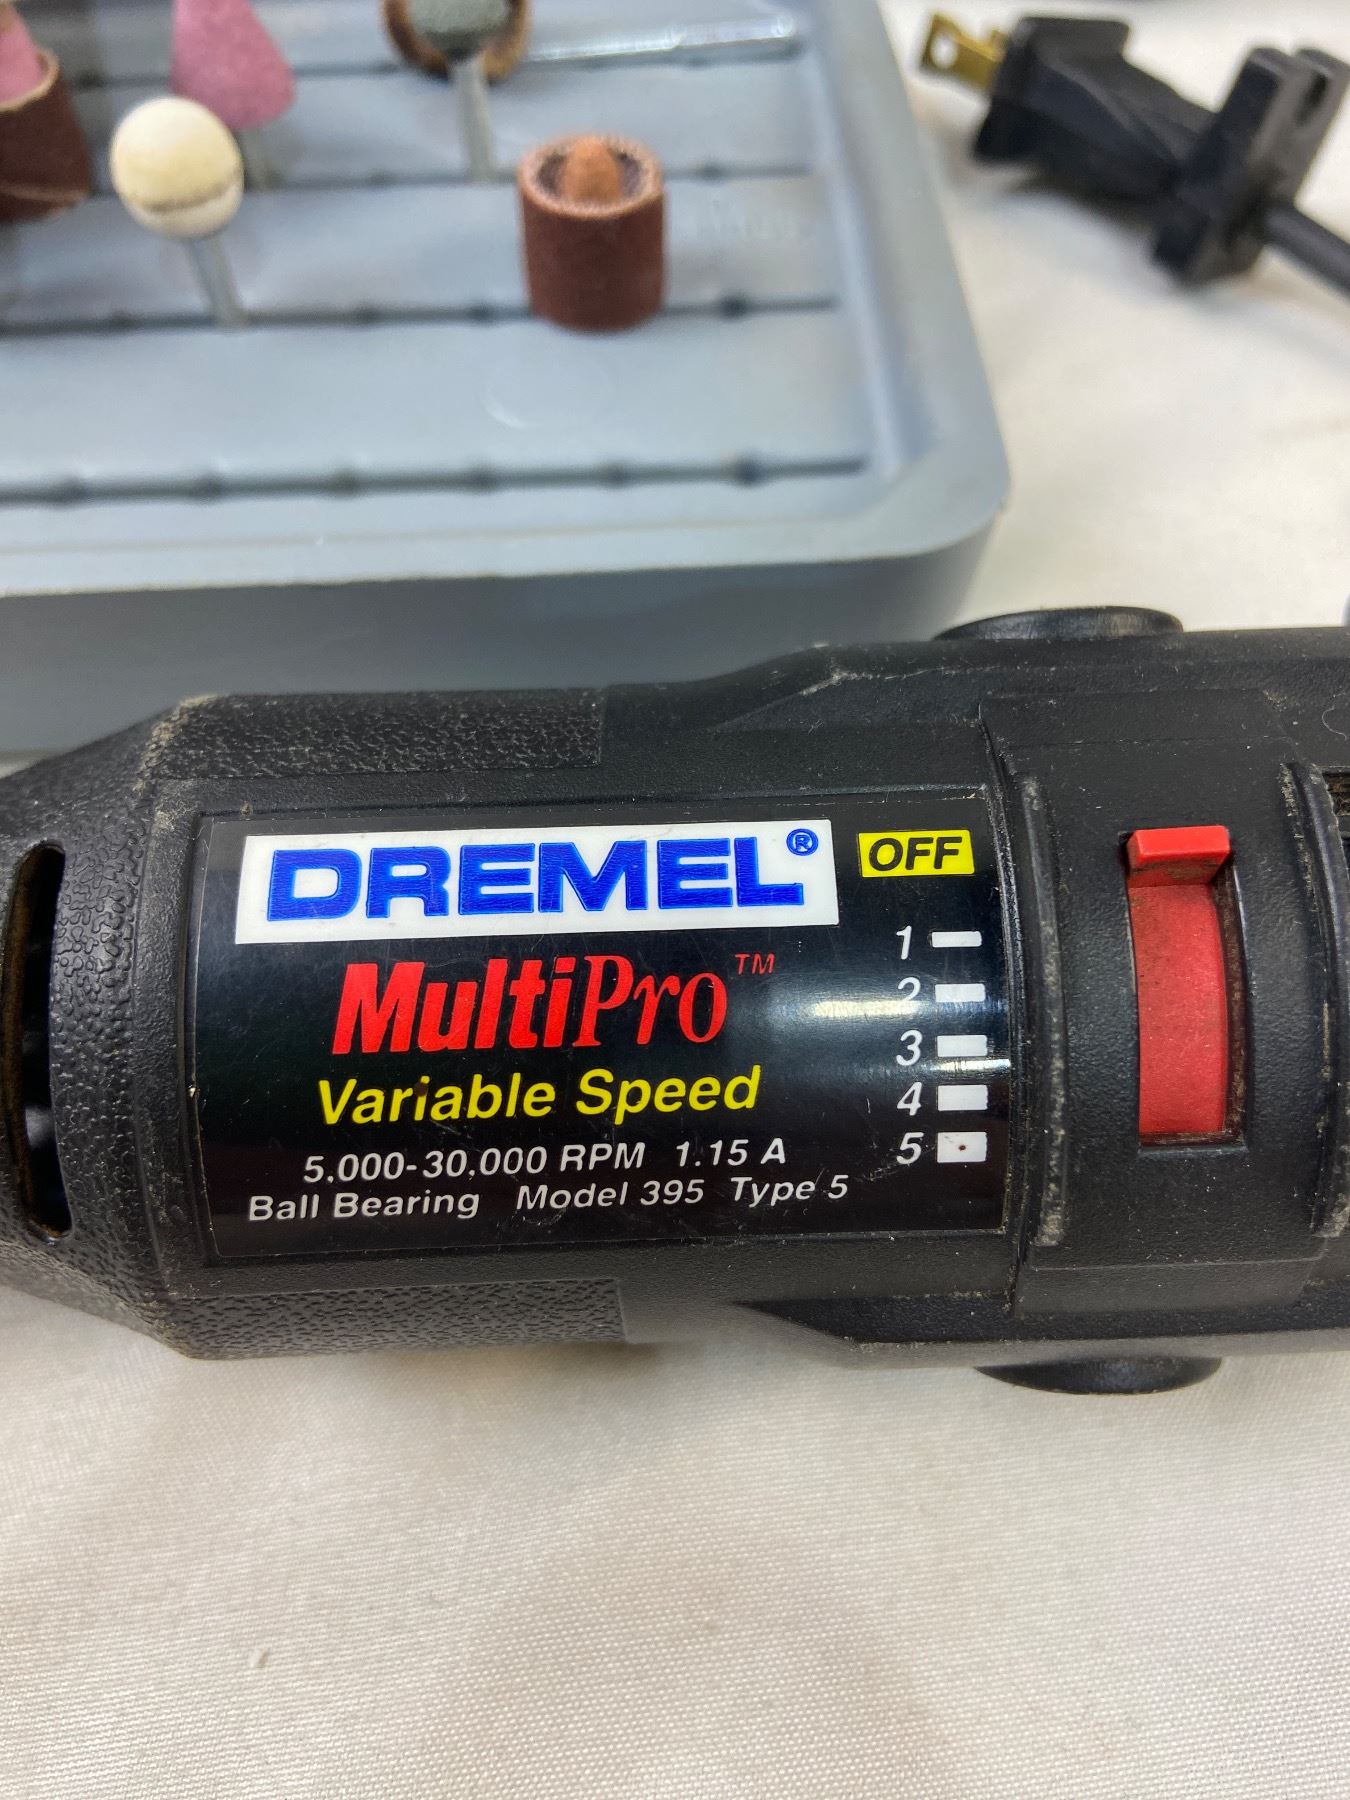 DREMEL®
OFF
MultiPro™
Variable Speed
5,000-30,000 RPM 1.15 A
Ball Bearing Model 395 Type 5
1
2
3
4
5